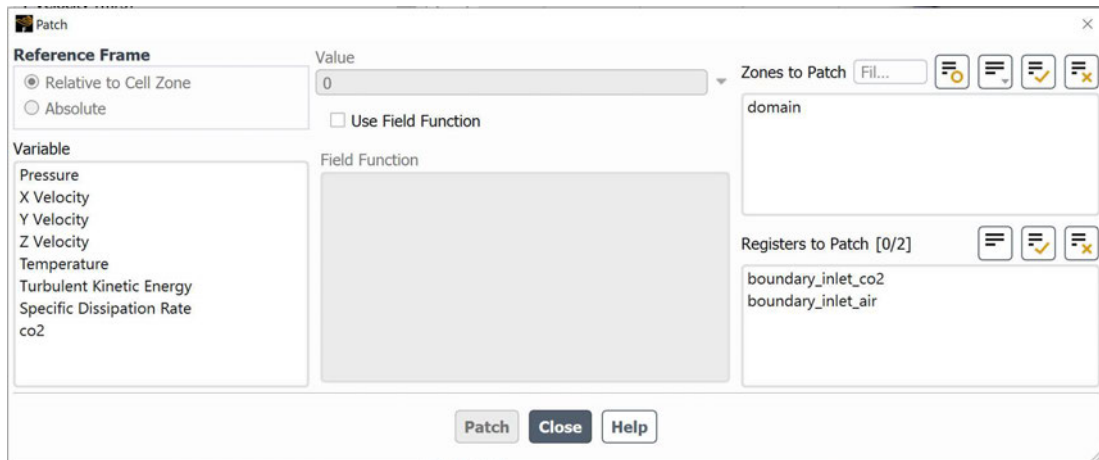 Patch
Reference Frame
Relative to Cell Zone
Absolute
Variable
Pressure
X Velocity
Y Velocity
Z Velocity
Temperature
Turbulent Kinetic Energy
Specific Dissipation Rate
co2
Value
0
Use Field Function
Field Function
Zones to Patch Fil...
domain
Registers to Patch [0/2]
boundary_inlet_co2
boundary_inlet_air
Patch Close Help